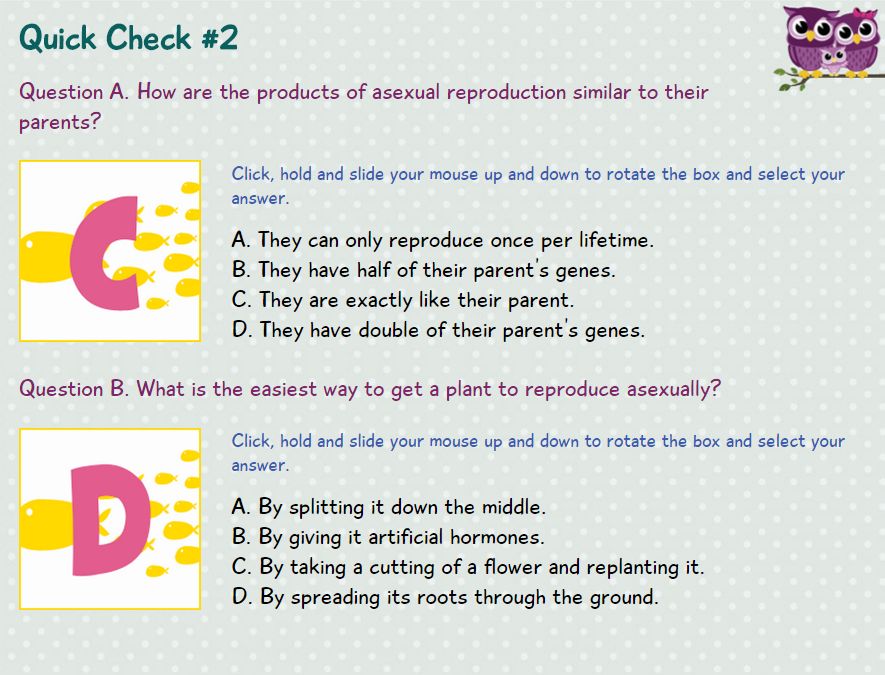 Quick Check #2
Question A. How are the products of asexual reproduction similar to their
parents?
C
Click, hold and slide your mouse up and down to rotate the box and select your
answer.
A. They can only reproduce once per lifetime.
B. They have half of their parent's genes.
C. They are exactly like their parent.
D. They have double of their parent's genes.
Question B. What is the easiest way to get a plant to reproduce asexually?
D
Click, hold and slide your mouse up and down to rotate the box and select your
answer.
A. By splitting it down the middle.
B. By giving it artificial hormones.
C. By taking a cutting of a flower and replanting it.
D. By spreading its roots through the ground.